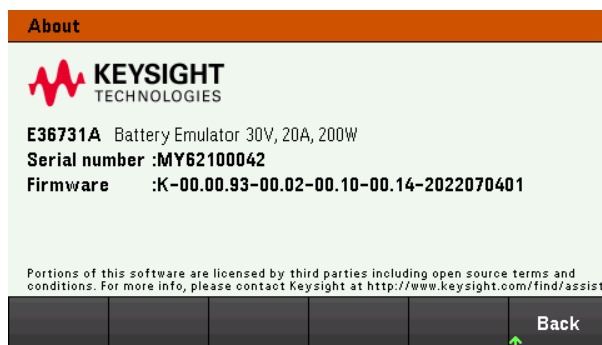 About
KEYSIGHT
TECHNOLOGIES
E36731A Battery Emulator 30V, 20A, 200W
Serial number :MY62100042
Firmware :K-00.00.93-00.02-00.10-00.14-2022070401
Portions of this software are licensed by third parties including open source terms and
conditions. For more info, please contact Keysight at http://www.keysight.com/find/assist
Back